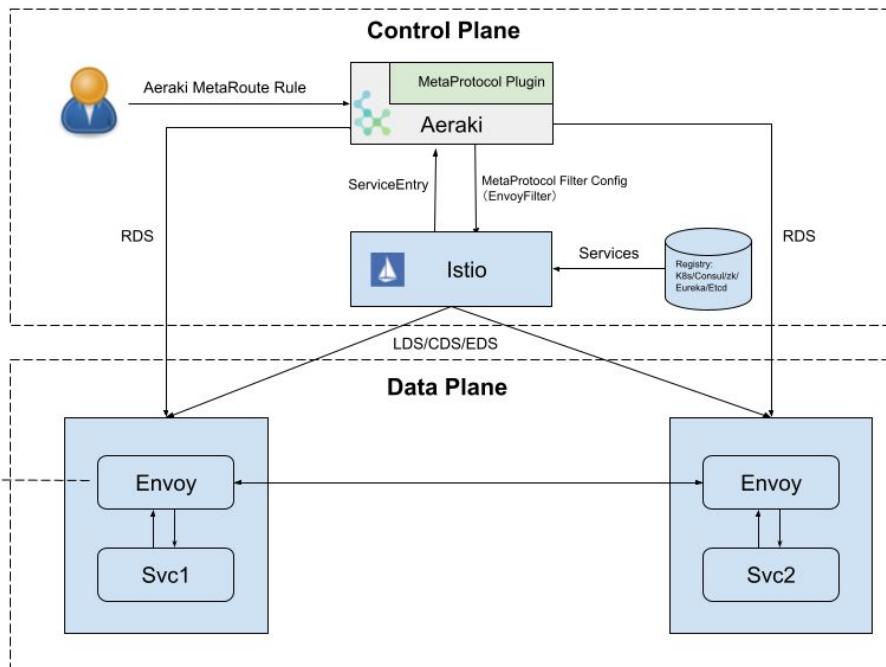 Control Plane
Aeraki MetaRoute Rule
MetaProtocol Plugin
Aeraki
ServiceEntry
MetaProtocol Filter Config
（EnvoyFilter）
RDS
RDS
Istio
Services
Registry:
K8s/Consul/zk/
Eureka/Etcd
LDS/CDS/EDS
Data Plane
Envoy
Svc1
Envoy
Svc2